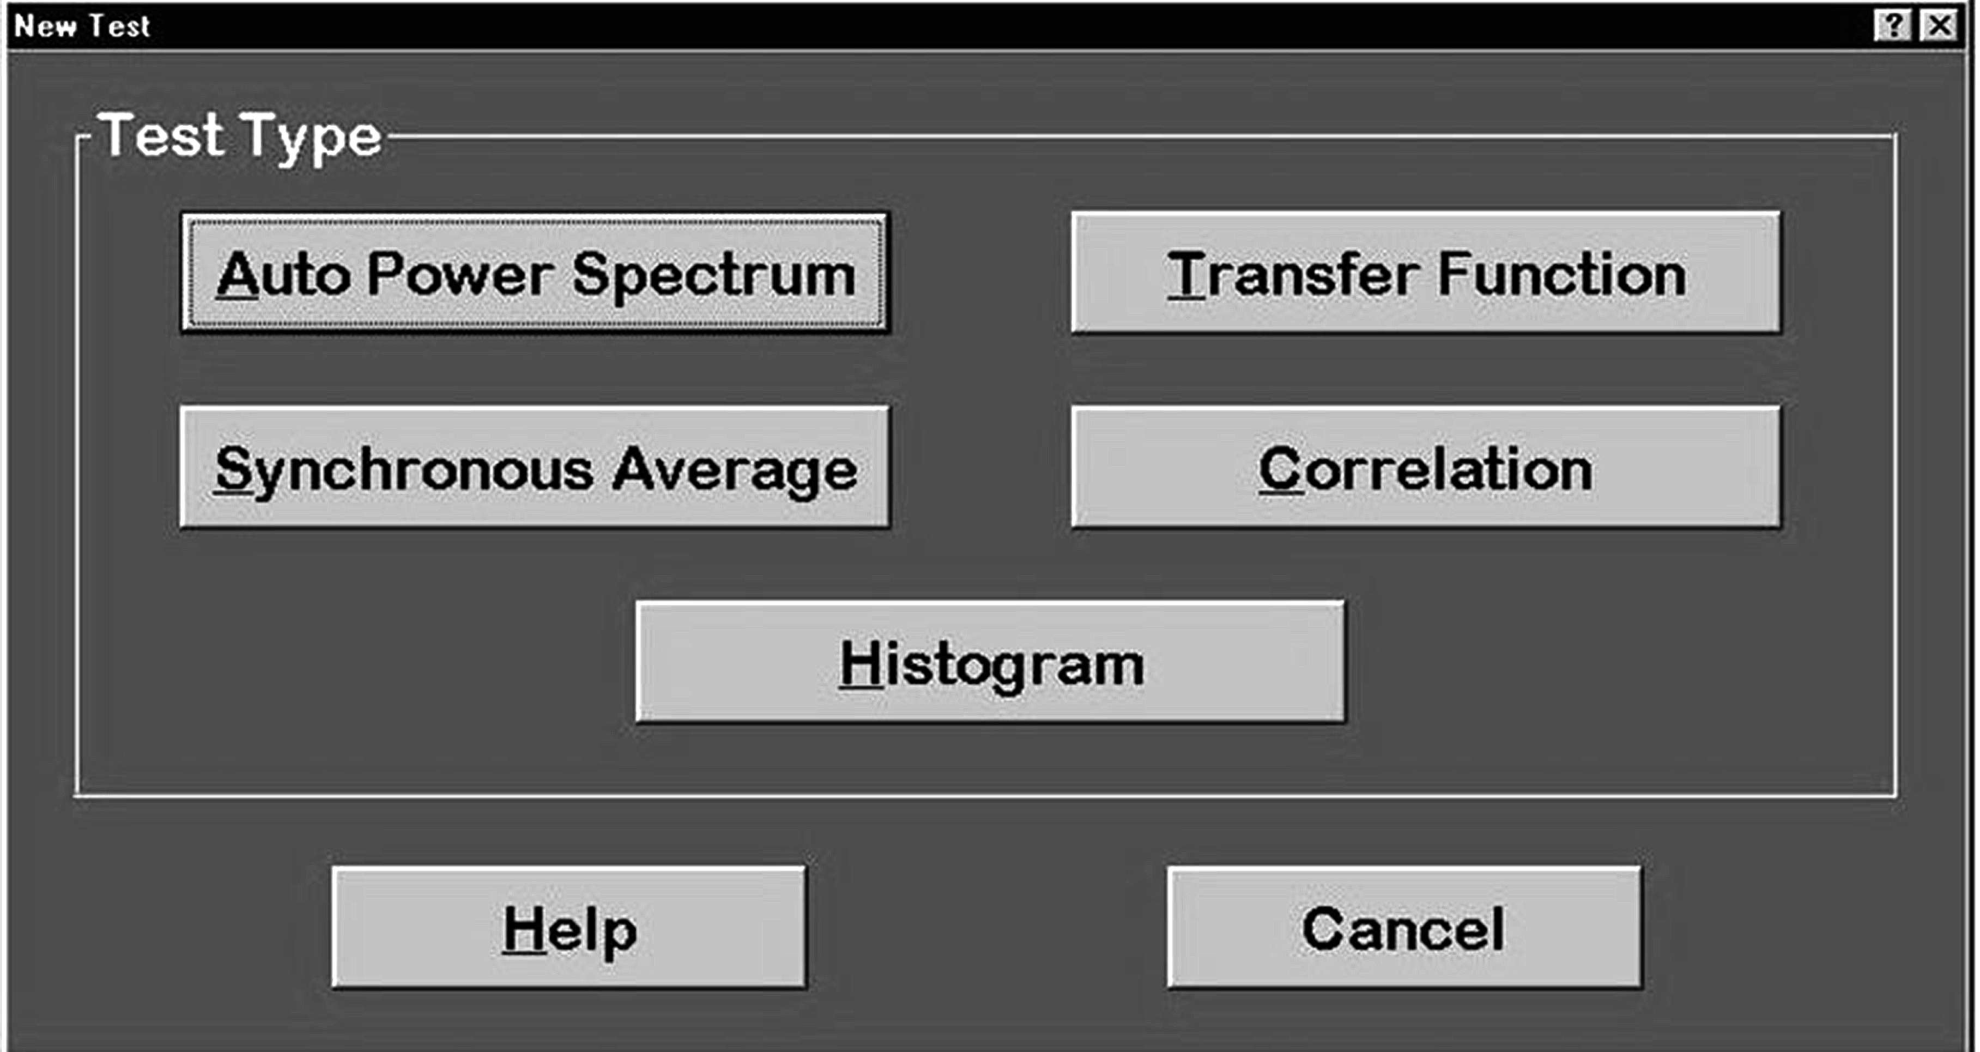 New Test
? X
Test Type
Auto Power Spectrum
Transfer Function
Synchronous Average
Correlation
Histogram
Help
Cancel